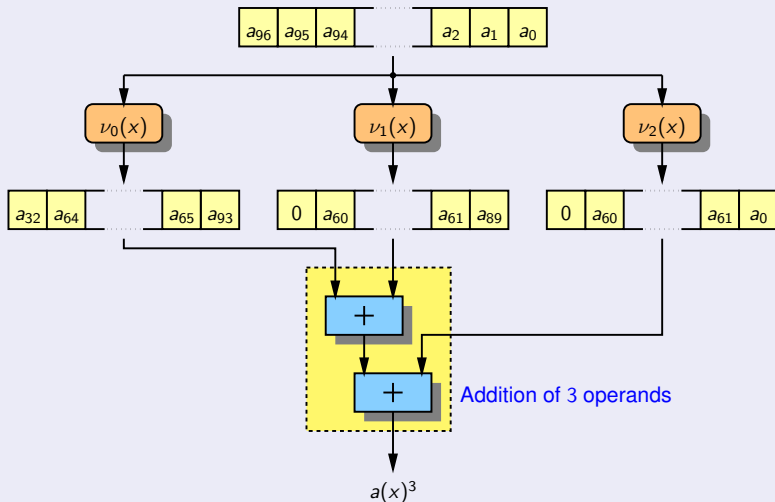 a₉₆ a₉₅ a₉₄ a₂ a₁ a₀
ν₀(x) ν₁(x) ν₂(x)
a₃₂ a₆₄ a₆₅ a₉₃ 0 a₆₀ a₆₁ a₈₉ 0 a₆₀ a₆₁ a₀
+
+
Addition of 3 operands
a(x)³